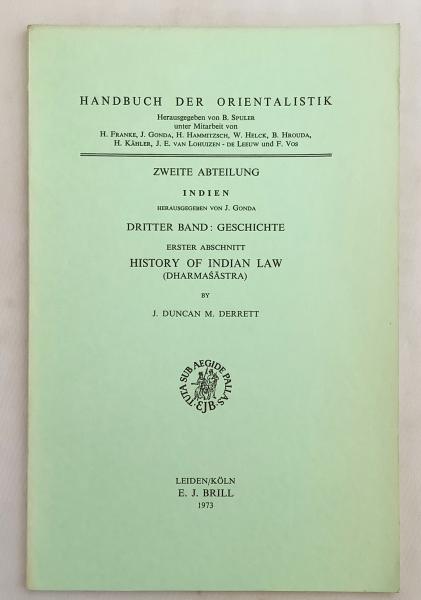 HANDBUCH DER ORIENTALISTIK
Herausgegeben von B. SPULER
unter Mitarbeit von
H. FRANKE, J. GONDA, H. HAMMITZSCH, W. HELCK, B. HROUDA,
H. KÄHLER, J. E. VAN LOHUIZEN - DE LEEUW und F. VOS
ZWEITE ABTEILUNG
INDIEN
HERAUSGEGEBEN VON J. GONDA
DRITTER BAND: GESCHICHTE
ERSTER ABSCHNITT
HISTORY OF INDIAN LAW
(DHARMAŚĀSTRA)
BY
J. DUNCAN M. DERRETT
TUTA SUB AEGIDE PALLAS
EJB
LEIDEN/KÖLN
E. J. BRILL
1973